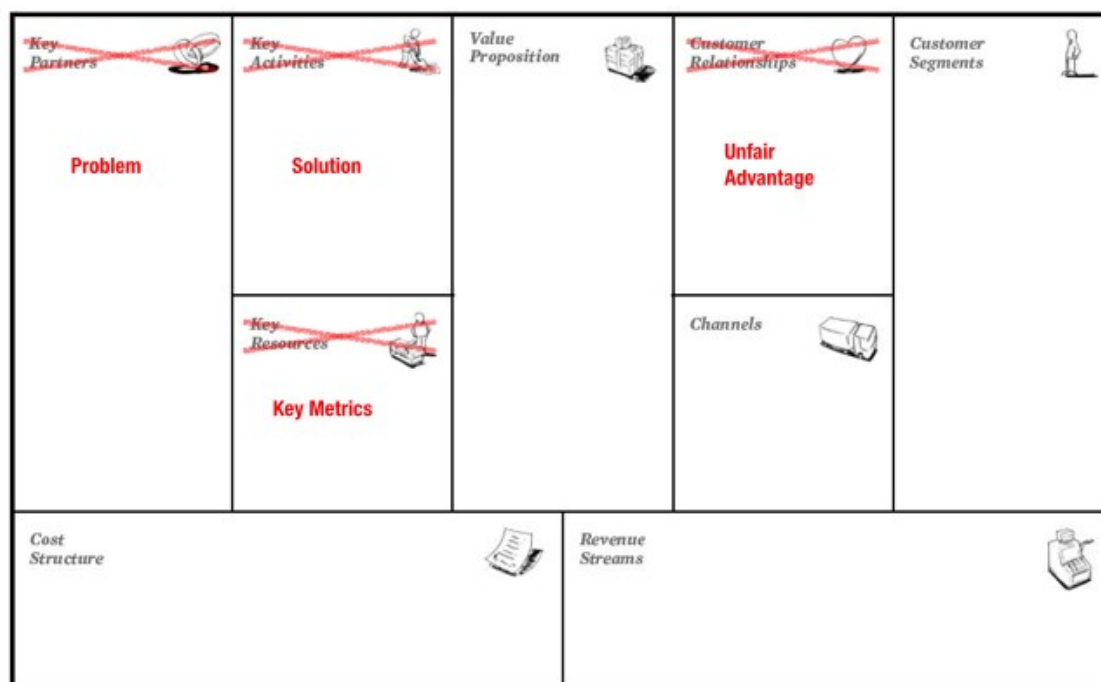 Key
Partners
Problem
Key
Activities
Solution
Key
Resources
Key Metrics
Value
Proposition
Customer
Relationships
Unfair
Advantage
Channels
Customer
Segments
Cost
Structure
Revenue
Streams